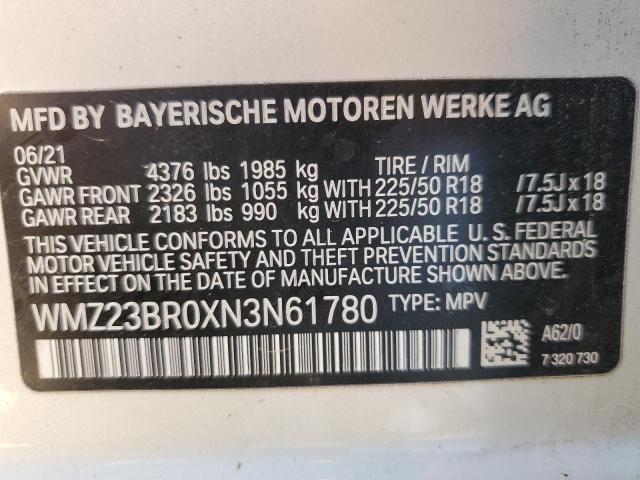 MFD BY BAYERISCHE MOTOREN WERKE AG
06/21
GVWR 4376 lbs 1985 kg TIRE / RIM
GAWR FRONT 2326 lbs 1055 kg WITH 225/50 R18 /7.5J x 18
GAWR REAR 2183 lbs 990 kg WITH 225/50 R18 /7.5J x 18
THIS VEHICLE CONFORMS TO ALL APPLICABLE U. S. FEDERAL
MOTOR VEHICLE SAFETY AND THEFT PREVENTION STANDARDS
IN EFFECT ON THE DATE OF MANUFACTURE SHOWN ABOVE.
WMZ23BR0XN3N61780 TYPE: MPV
A62/0
7 320 730